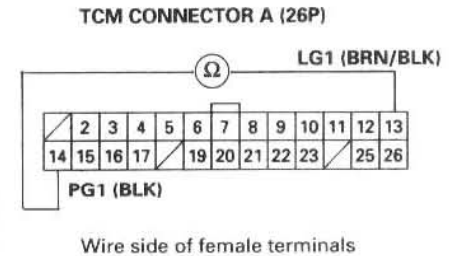 TCM CONNECTOR A (26P)
Ω
LG1 (BRN/BLK)
2 3 4 5 6 7 8 9 10 11 12 13
14 15 16 17 19 20 21 22 23 25 26
PG1 (BLK)
Wire side of female terminals